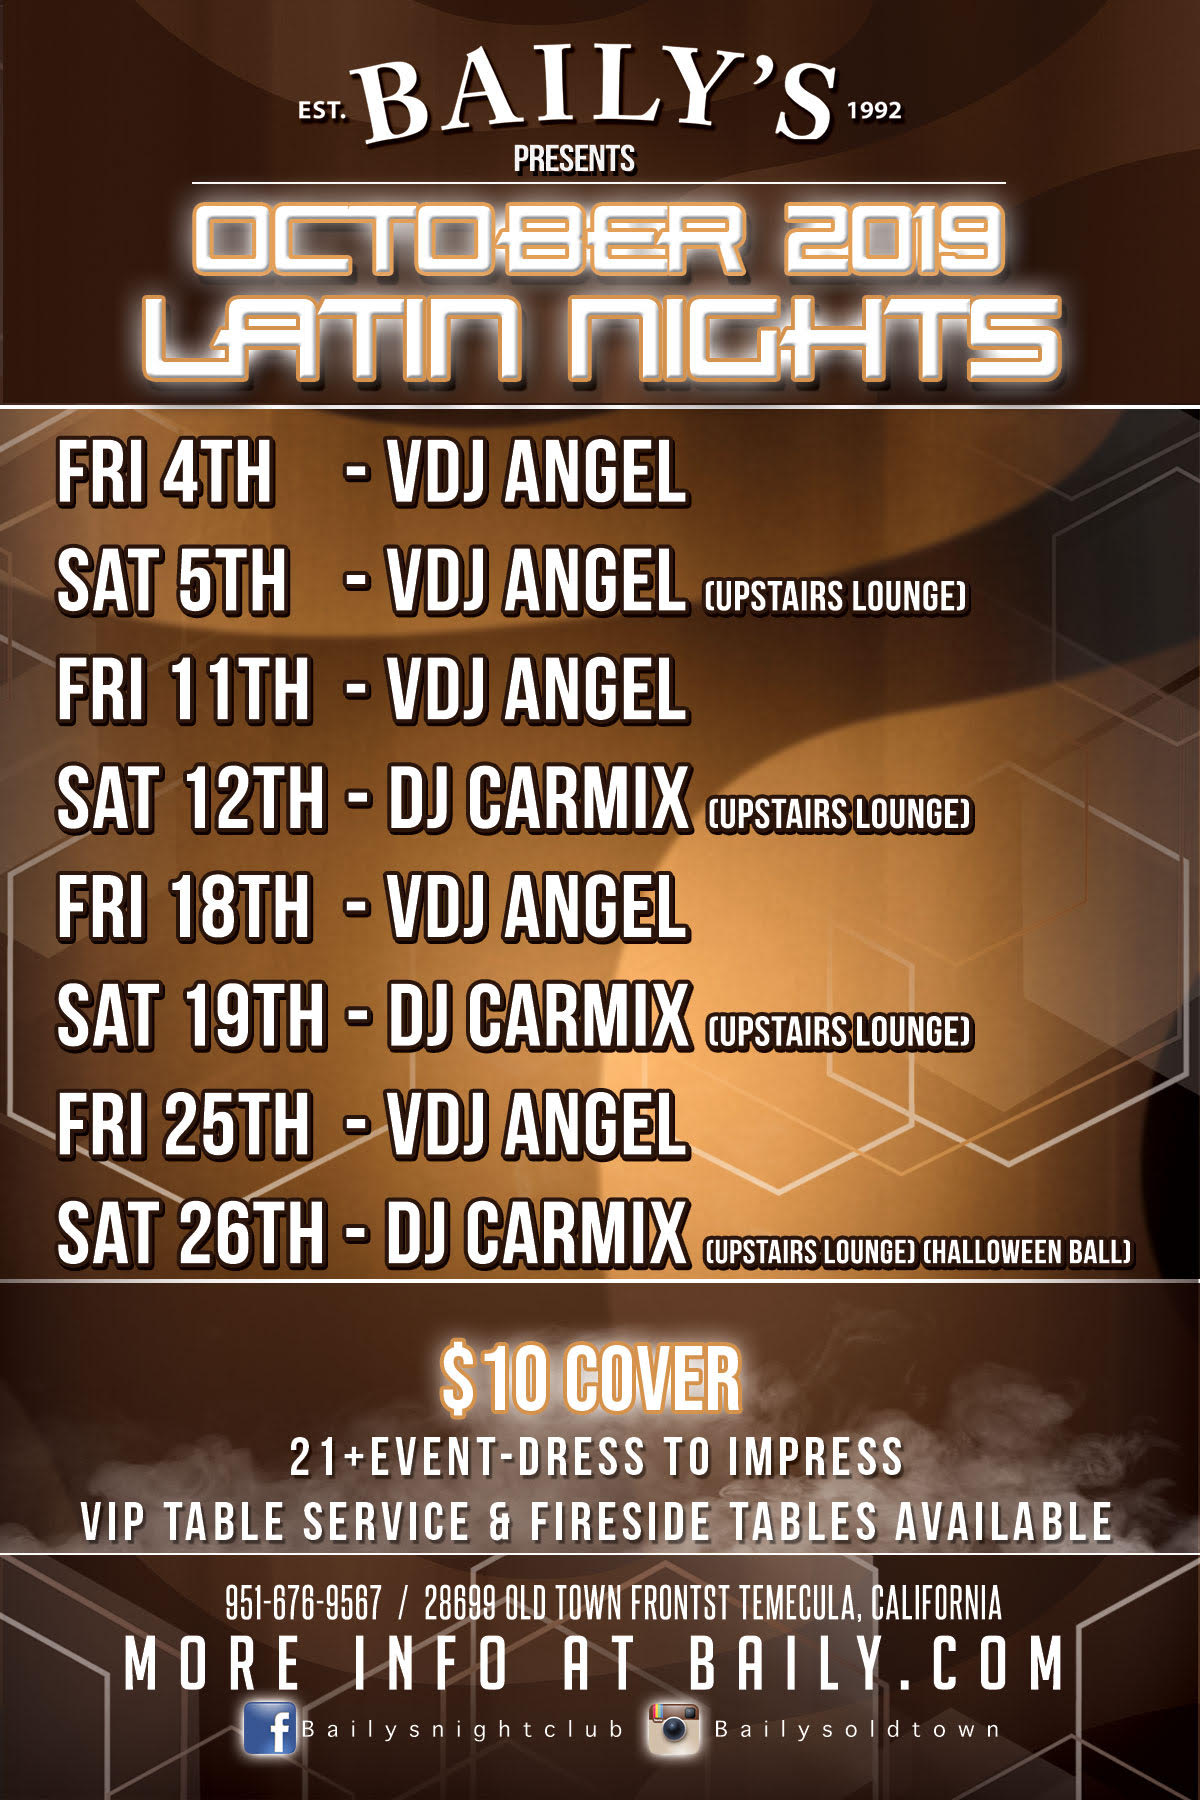 EST. BAILY'S 1992
PRESENTS
OCTOBER 2019
LATIN NIGHTS
FRI 4TH - VDJ ANGEL
SAT 5TH - VDJ ANGEL (UPSTAIRS LOUNGE)
FRI 11TH - VDJ ANGEL
SAT 12TH - DJ CARMIX (UPSTAIRS LOUNGE)
FRI 18TH - VDJ ANGEL
SAT 19TH - DJ CARMIX (UPSTAIRS LOUNGE)
FRI 25TH - VDJ ANGEL
SAT 26TH - DJ CARMIX (UPSTAIRS LOUNGE) (HALLOWEEN BALL)
$10 COVER
21+EVENT-DRESS TO IMPRESS
VIP TABLE SERVICE & FIRESIDE TABLES AVAILABLE
951-676-9567 / 28699 OLD TOWN FRONTST TEMECULA, CALIFORNIA
MORE INFO AT BAILY.COM
f Bailysnightclub Bailysoldtown